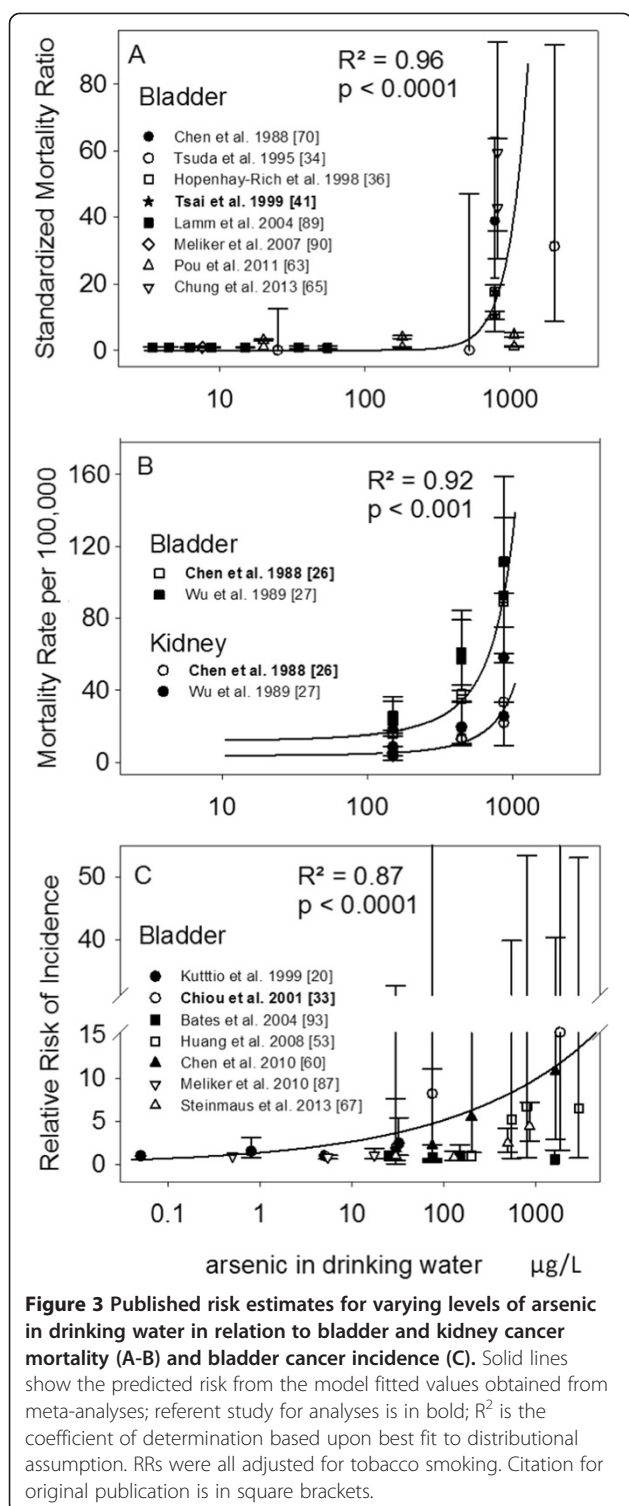 A
R² = 0.96
p < 0.0001
Bladder
Chen et al. 1988 [70]
Tsuda et al. 1995 [34]
Hopenhay-Rich et al. 1998 [36]
Tsai et al. 1999 [41]
Lamm et al. 2004 [89]
Meliker et al. 2007 [90]
Pou et al. 2011 [63]
Chung et al. 2013 [65]
Standardized Mortality Ratio
80
60
40
20
0
10
100
1000
B
R² = 0.92
p < 0.001
Bladder
Chen et al. 1988 [26]
Wu et al. 1989 [27]
Kidney
Chen et al. 1988 [26]
Wu et al. 1989 [27]
Mortality Rate per 100,000
160
120
80
40
0
10
100
1000
C
R² = 0.87
p < 0.0001
Bladder
Kutttio et al. 1999 [20]
Chiou et al. 2001 [33]
Bates et al. 2004 [93]
Huang et al. 2008 [53]
Chen et al. 2010 [60]
Meliker et al. 2010 [87]
Steinmaus et al. 2013 [67]
Relative Risk of Incidence
50
40
15
10
5
0
0.1
1
10
100
1000
arsenic in drinking water µg/L
Figure 3 Published risk estimates for varying levels of arsenic
in drinking water in relation to bladder and kidney cancer
mortality (A-B) and bladder cancer incidence (C). Solid lines
show the predicted risk from the model fitted values obtained from
meta-analyses; referent study for analyses is in bold; R² is the
coefficient of determination based upon best fit to distributional
assumption. RRs were all adjusted for tobacco smoking. Citation for
original publication is in square brackets.